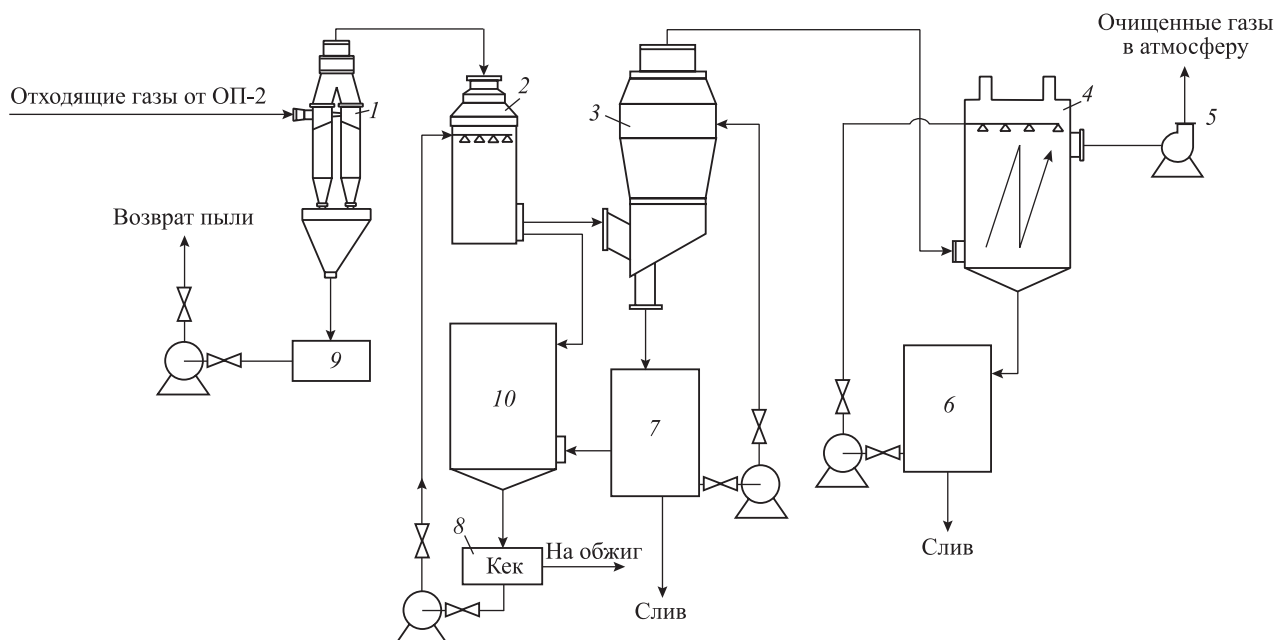 Очищенные газы
в атмосферу
Отходящие газы от ОП-2
1
2
3
4
5
Возврат пыли
9
10
7
6
8
Кек
На обжиг
Слив
Слив